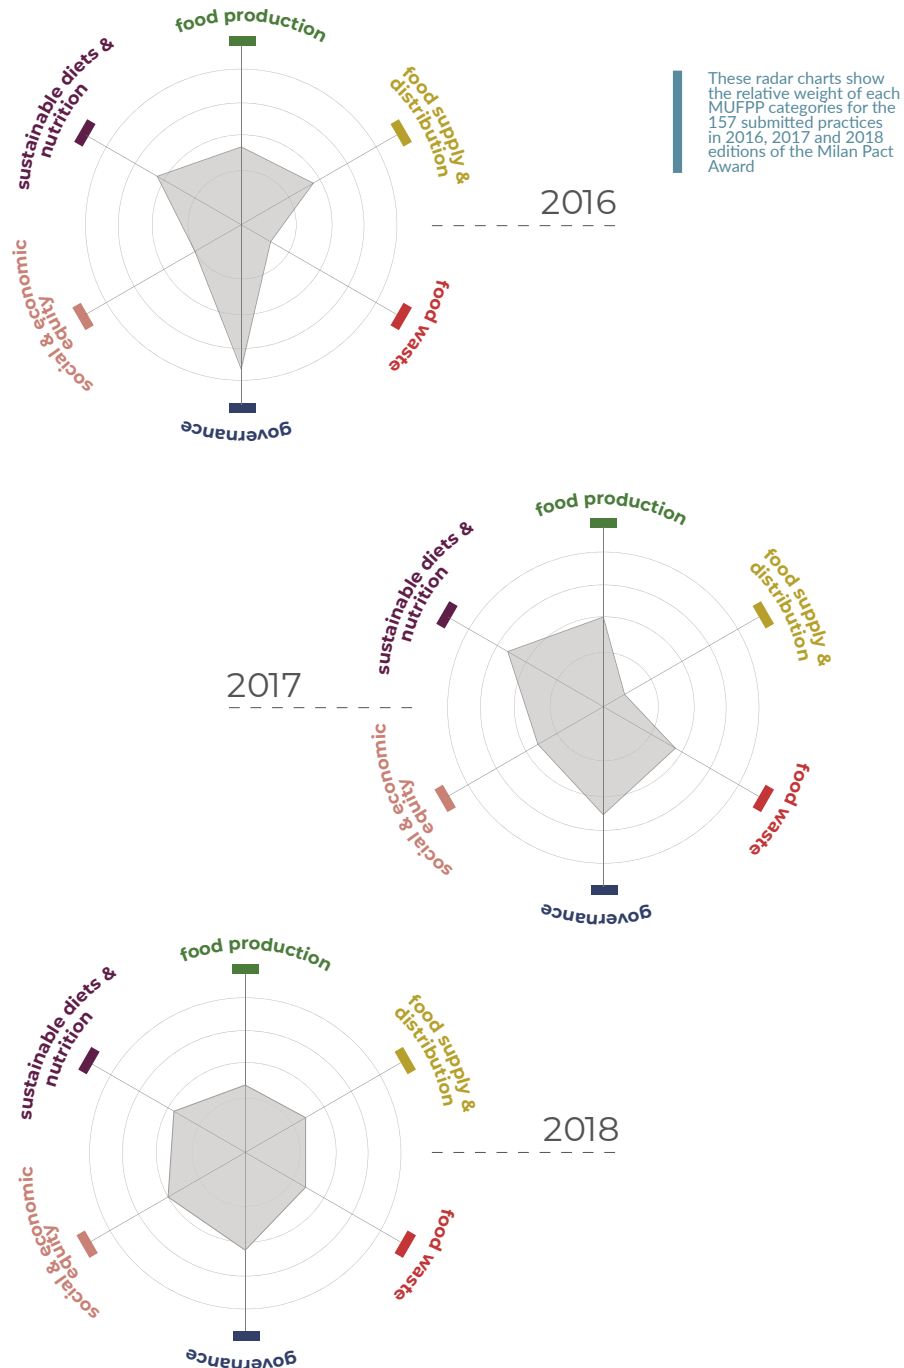 food production
sustainable diets &
nutrition
food supply &
distribution
These radar charts show
the relative weight of each
MUFPP categories for the
157 submitted practices
in 2016, 2017 and 2018
editions of the Milan Pact
Award
2016
social & economic
equity
food waste
governance
food production
sustainable diets &
nutrition
food supply &
distribution
2017
social & economic
equity
food waste
governance
food production
sustainable diets &
nutrition
food supply &
distribution
2018
social & economic
equity
food waste
governance